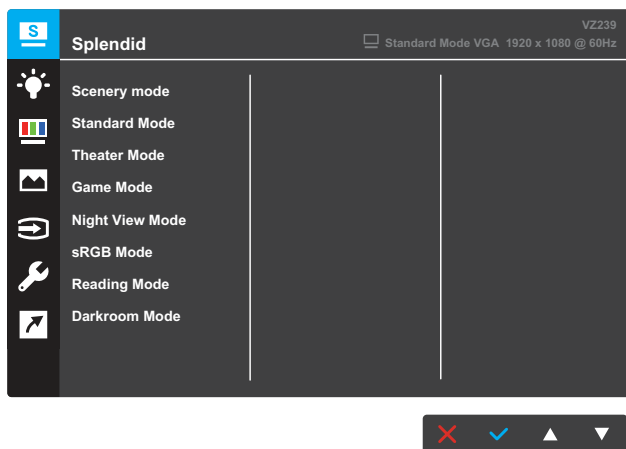 S
VZ239
Splendid
Standard Mode VGA 1920 x 1080 @ 60Hz
Scenery mode
Standard Mode
Theater Mode
Game Mode
Night View Mode
sRGB Mode
Reading Mode
Darkroom Mode